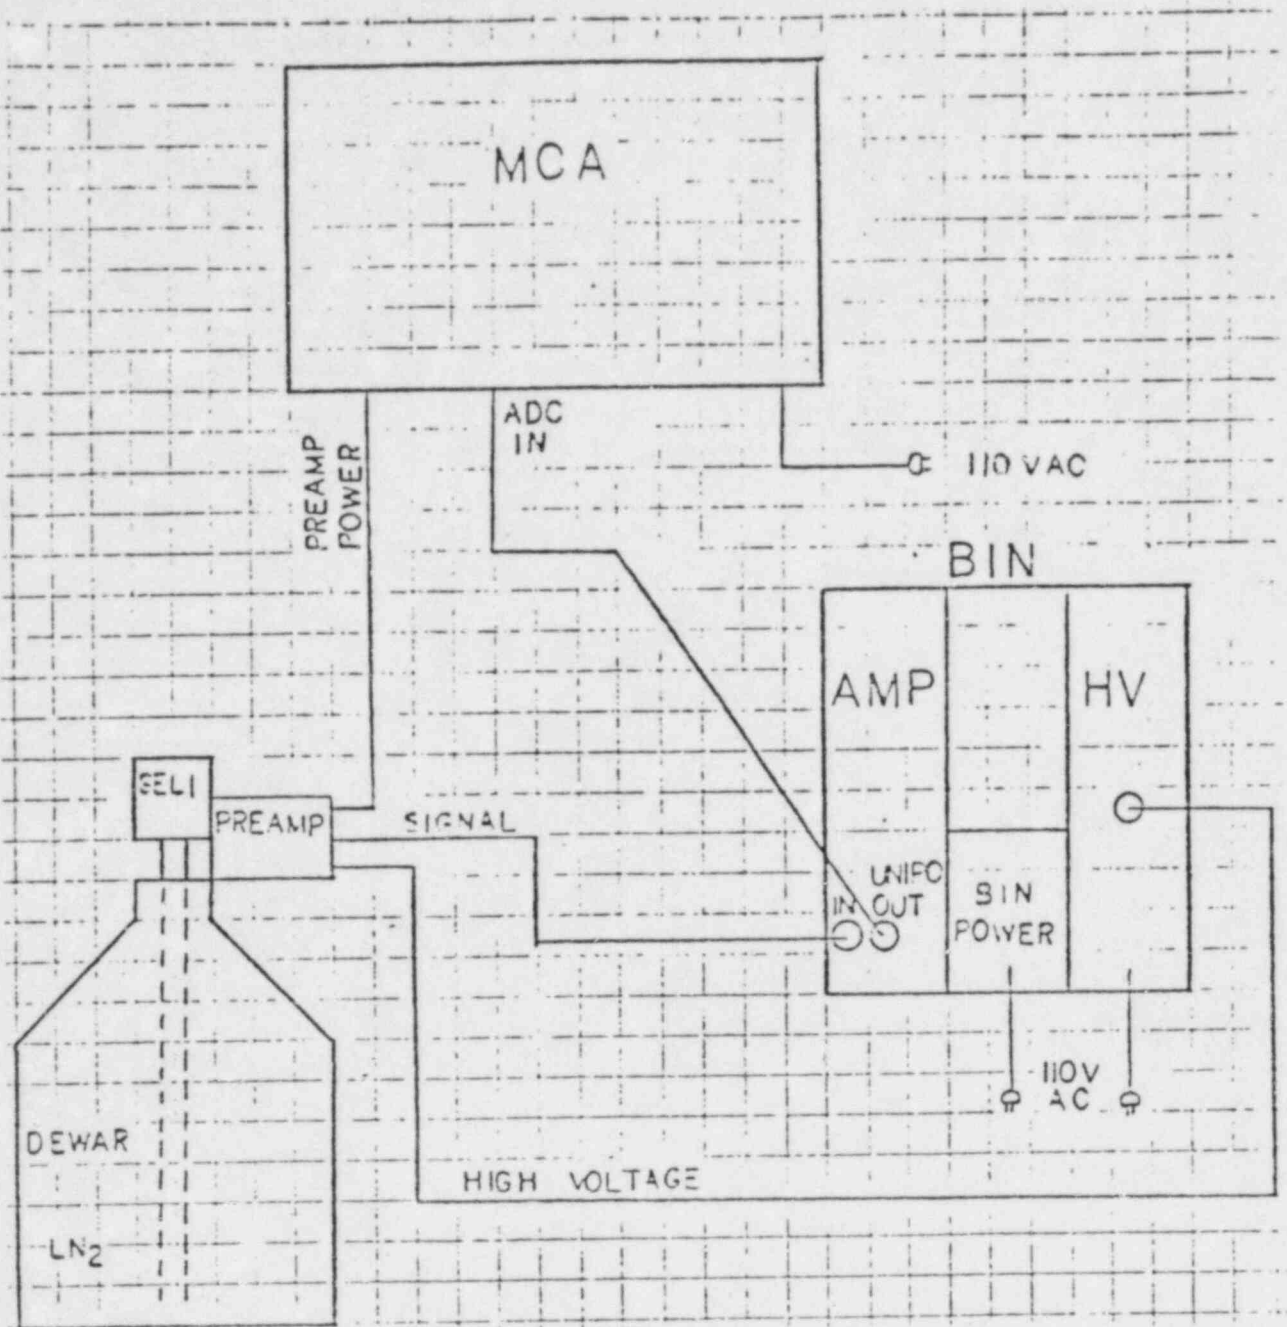 MCA
ADC
IN
PREAMP
POWER
110 VAC
BIN
AMP
HV
GELI
PREAMP
SIGNAL
UNIPO
IN OUT
BIN
POWER
110V
AC
DEWAR
HIGH VOLTAGE
LN2